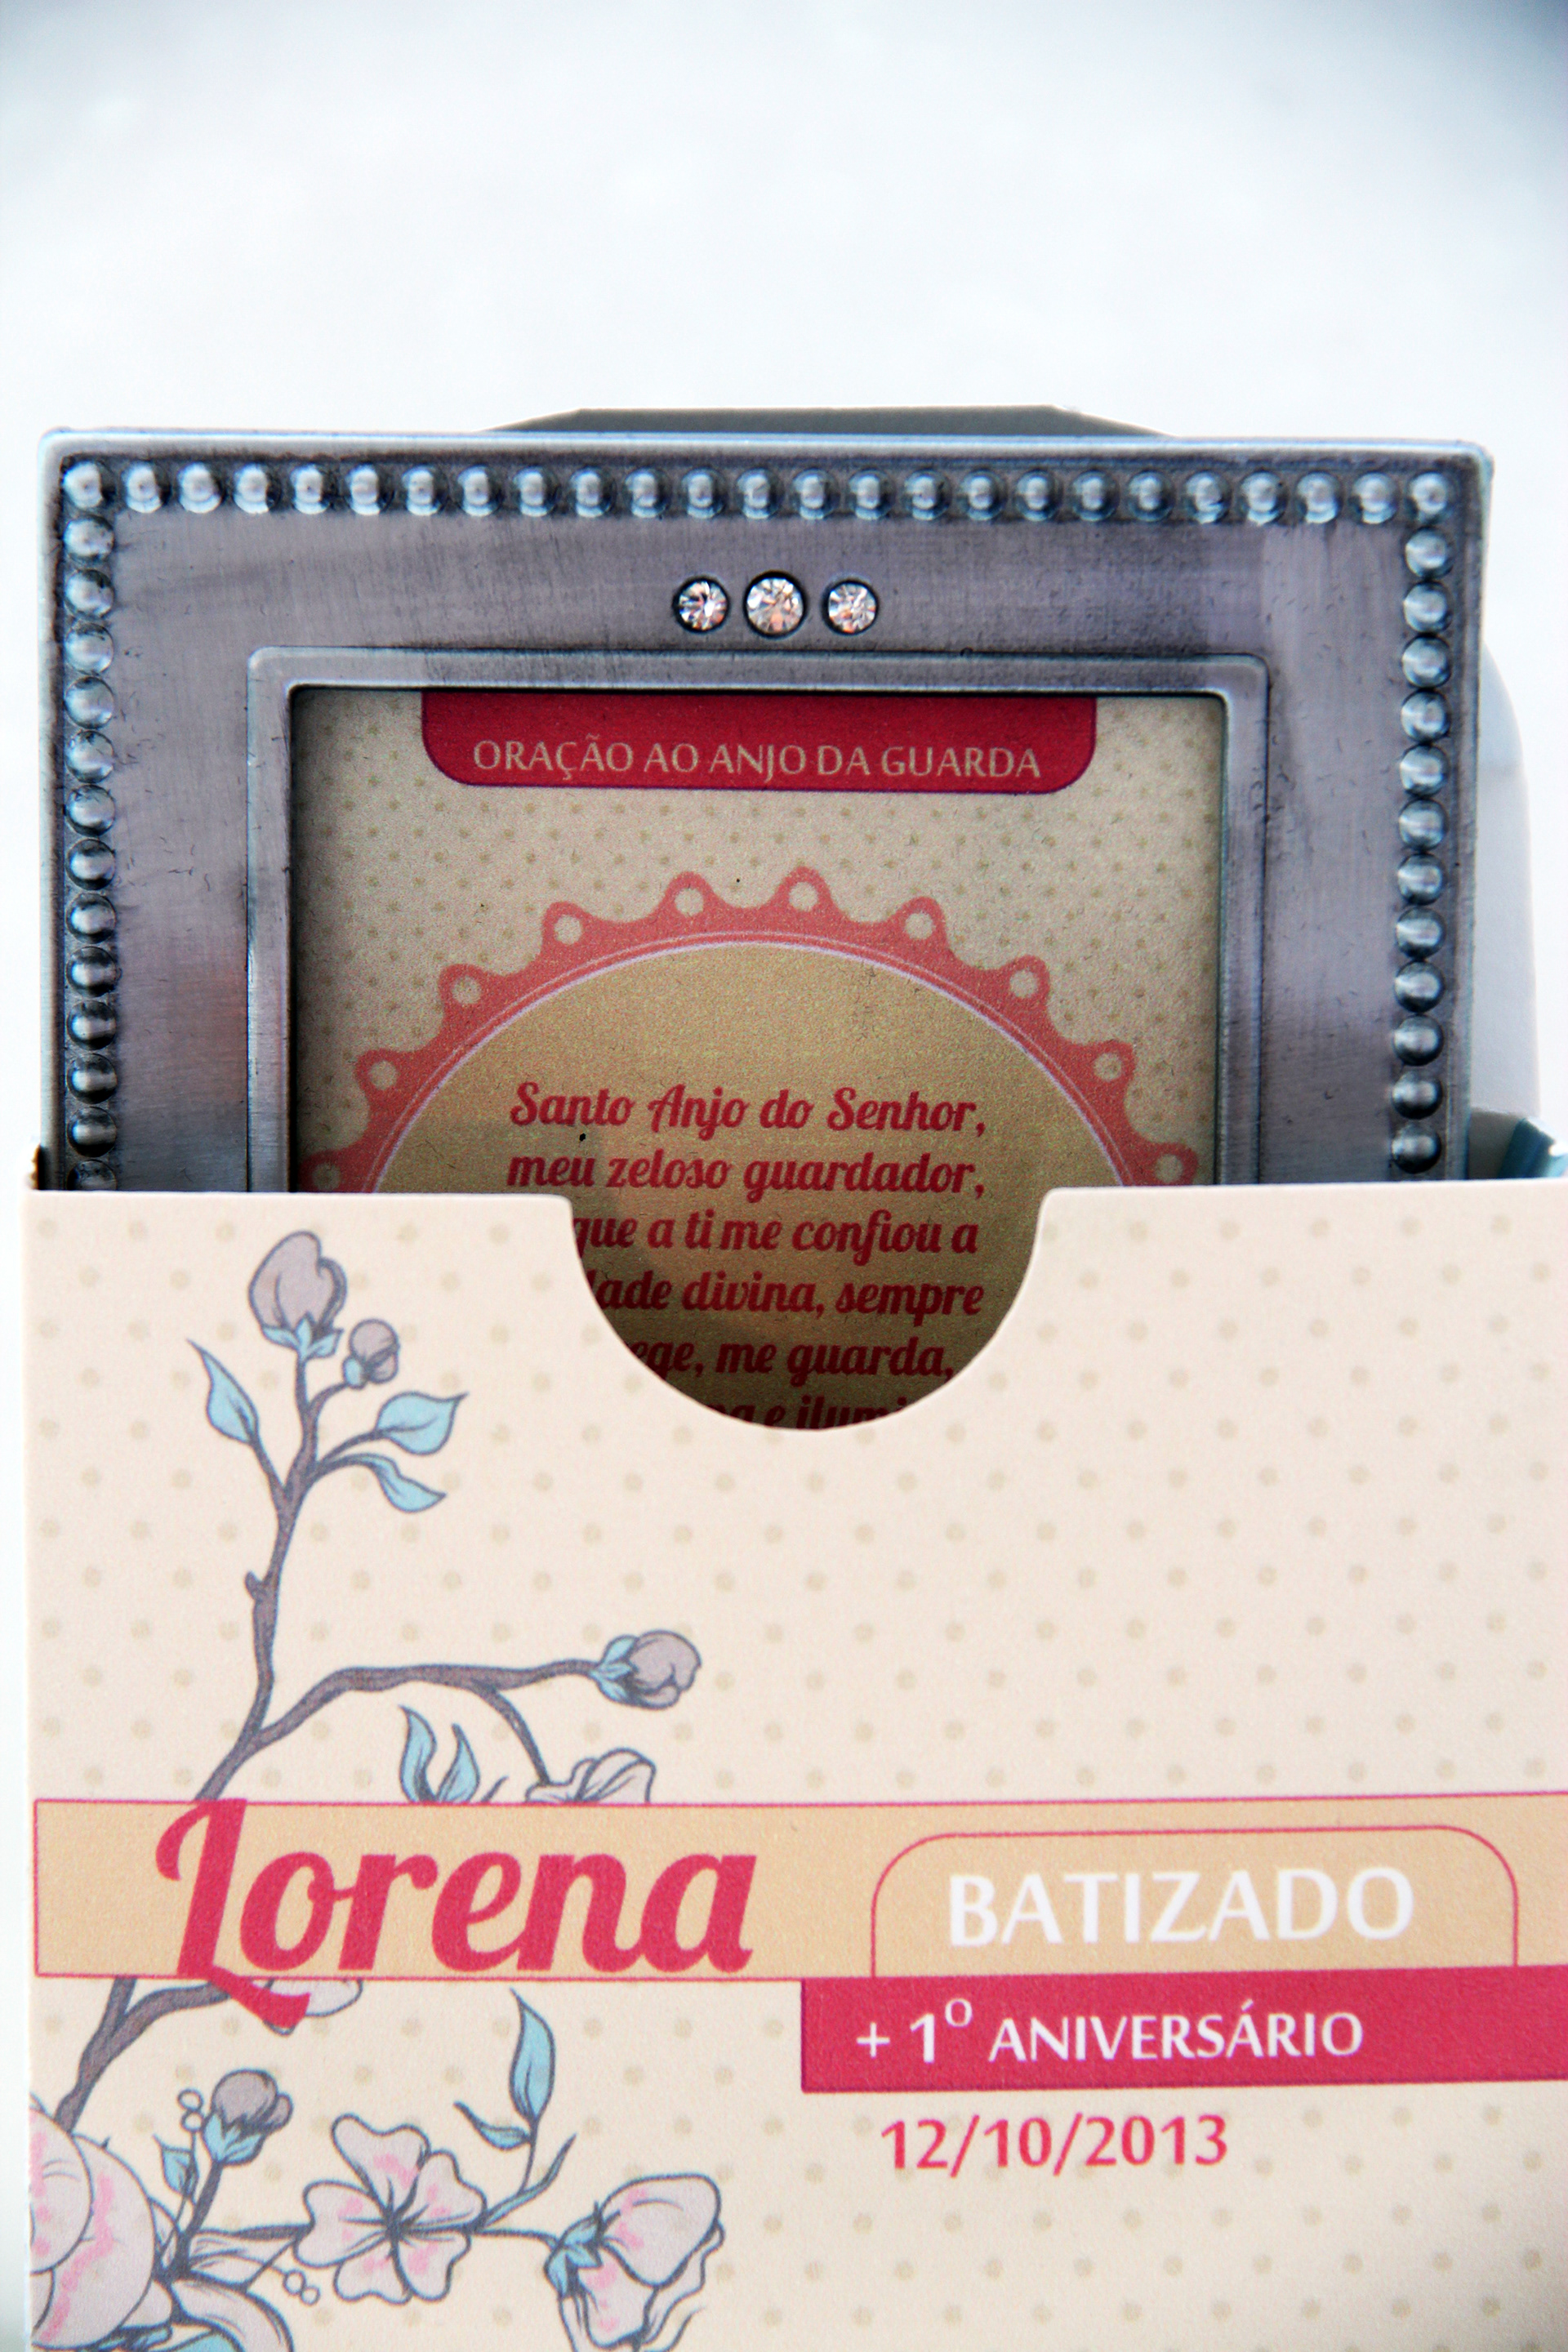 ORAÇÃO AO ANJO DA GUARDA
Santo Anjo do Senhor,
meu zeloso guardador,
que a ti me confiou a
divina, sempre
me guarda,
e
Lorena
BATIZADO
+ 1º ANIVERSÁRIO
12/10/2013